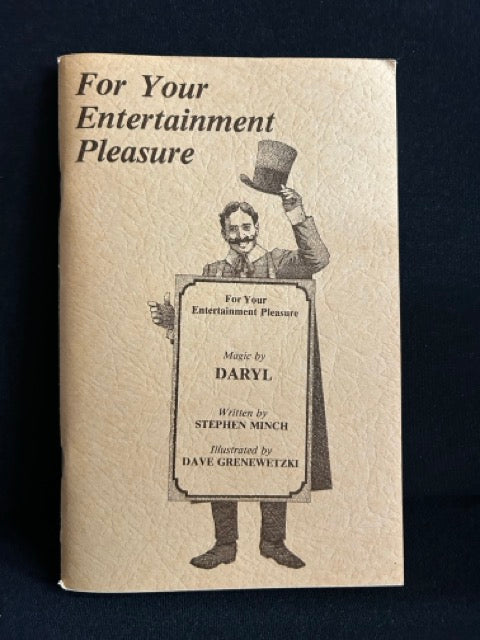 For Your
Entertainment
Pleasure
For Your
Entertainment Pleasure
Magic by
DARYL
Written by
STEPHEN MINCH
Illustrated by
DAVE GRENEWETZKI